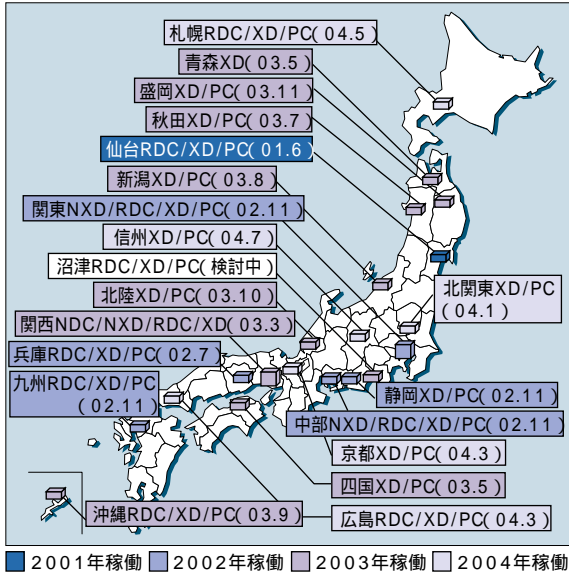 札幌RDC/XD/PC(04.5)
青森XD(03.5)
盛岡XD/PC(03.11)
秋田XD/PC(03.7)
仙台RDC/XD/PC(01.6)
新潟XD/PC(03.8)
関東NXD/RDC/XD/PC(02.11)
信州XD/PC(04.7)
沼津RDC/XD/PC(検討中)
北陸XD/PC(03.10)
関西NDC/NXD/RDC/XD(03.3)
兵庫RDC/XD/PC(02.7)
九州RDC/XD/PC
(02.11)
北関東XD/PC
(04.1)
静岡XD/PC(02.11)
中部NXD/RDC/XD/PC(02.11)
京都XD/PC(04.3)
四国XD/PC(03.5)
沖縄RDC/XD/PC(03.9)
広島RDC/XD/PC(04.3)
2001年稼働 2002年稼働 2003年稼働 2004年稼働